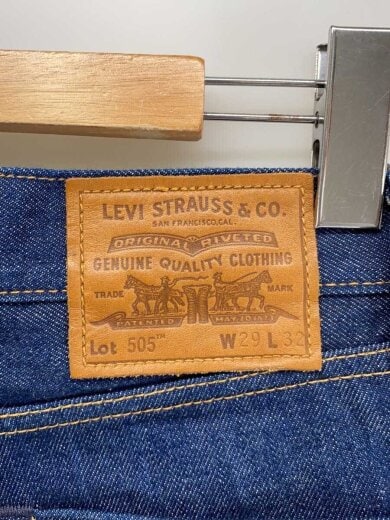 LEVI STRAUSS & CO.
SAN FRANCISCO, CAL.
ORIGINAL RIVETED
GENUINE QUALITY CLOTHING
TRADE MARK
PATENTED MAY 20 1873
Lot 505™ W29 L32